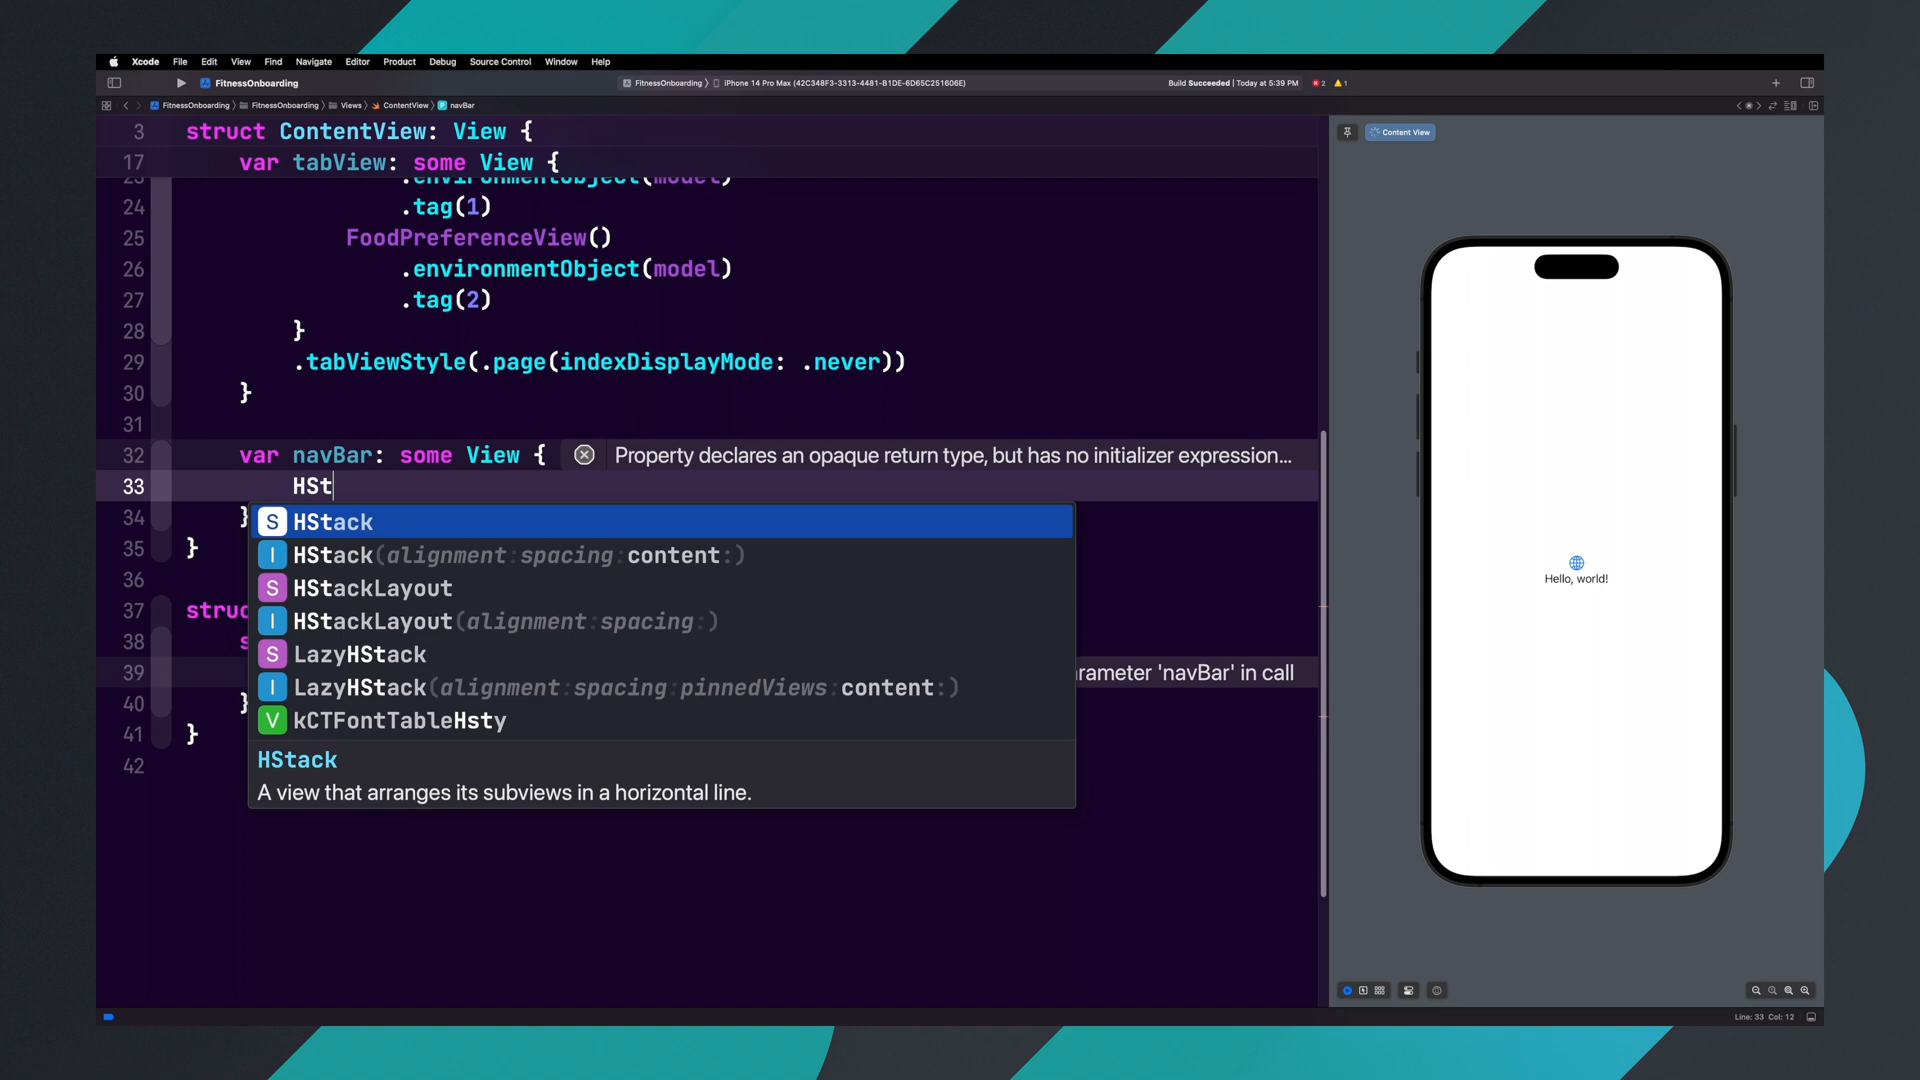 Xcode File Edit View Find Navigate Editor Product Debug Source Control Window Help
FitnessOnboarding
FitnessOnboarding 〉 iPhone 14 Pro Max (42C348F3-3313-4481-B1DE-6D65C251606E)
Build Succeeded | Today at 5:39 PM 2 1
FitnessOnboarding 〉 FitnessOnboarding 〉 Views 〉 ContentView 〉 P navBar
3 struct ContentView: View {
17 var tabView: some View {
23 .environmentObject(model)
24 .tag(1)
25 FoodPreferenceView()
26 .environmentObject(model)
27 .tag(2)
28 }
29 .tabViewStyle(.page(indexDisplayMode: .never))
30 }
31
32 var navBar: some View { Property declares an opaque return type, but has no initializer expression...
33 HSt
34 }
S HStack
35 }
I HStack(alignment:spacing:content:)
36
S HStackLayout
37 struc
I HStackLayout(alignment:spacing:)
38 s
S LazyHStack
39 rameter 'navBar' in call
I LazyHStack(alignment:spacing:pinnedViews:content:)
40 }
V kCTFontTableHsty
41 }
42
HStack
A view that arranges its subviews in a horizontal line.
Content View
Hello, world!
Line: 33 Col: 12